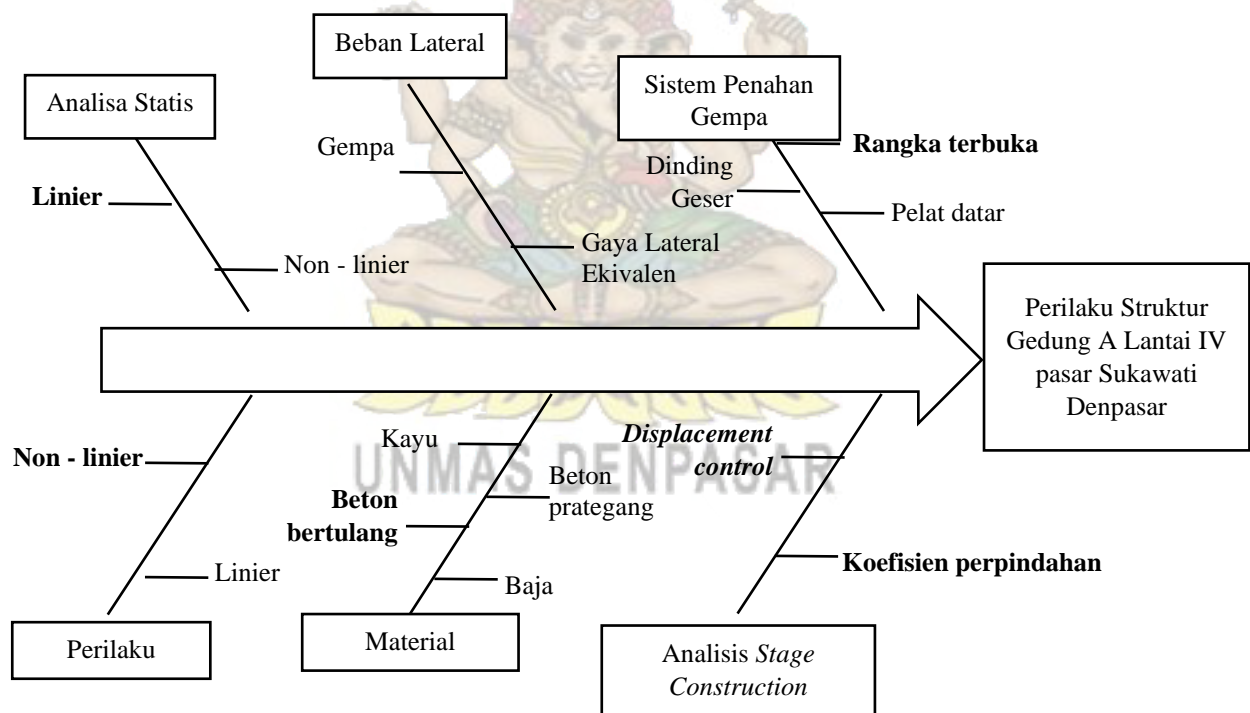 Beban Lateral
Analisa Statis
Sistem Penahan
Gempa
Gempa
Rangka terbuka
Dinding
Geser
Linier
Pelat datar
Gaya Lateral
Ekivalen
Non - linier
Perilaku Struktur
Gedung A Lantai IV
pasar Sukawati
Denpasar
Kayu
Displacement
control
Non - linier
UNMAS DENPASAR
Beton
prategang
Beton
bertulang
Koefisien perpindahan
Linier
Baja
Perilaku
Material
Analisis Stage
Construction